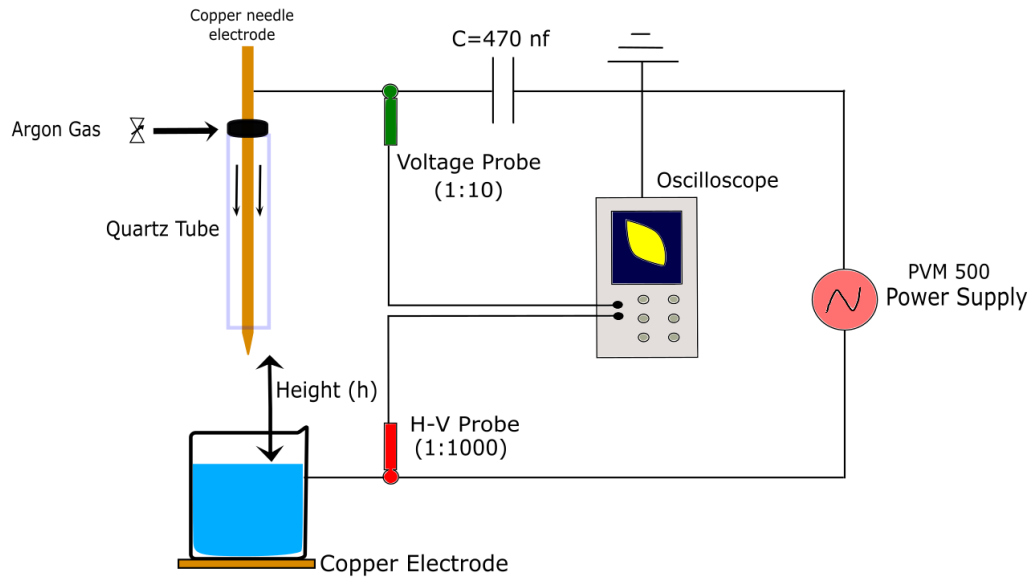 Copper needle
electrode
C=470 nf
Argon Gas
Voltage Probe
(1:10)
Oscilloscope
Quartz Tube
PVM 500
Power Supply
Height (h)
H-V Probe
(1:1000)
Copper Electrode